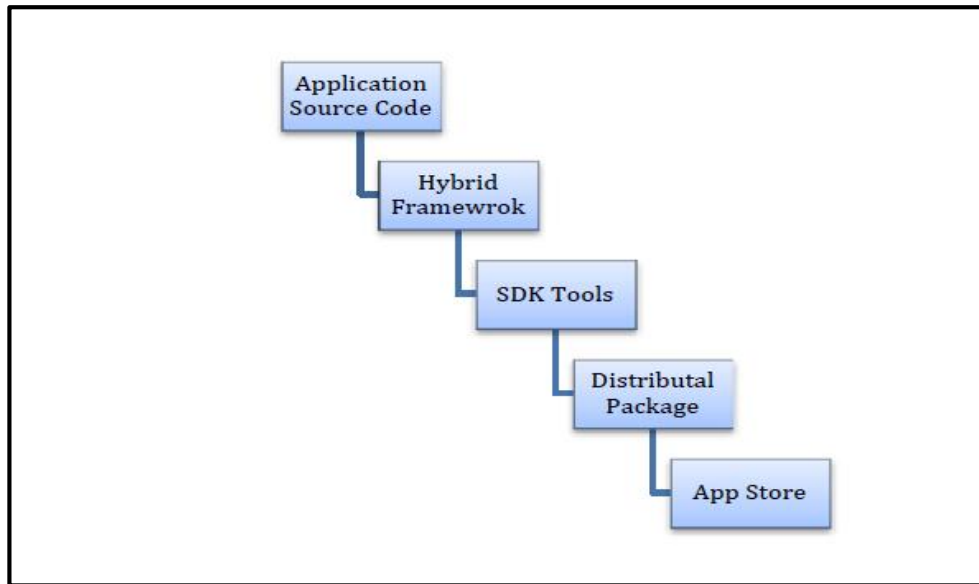 Application
Source Code
Hybrid
Framewrok
SDK Tools
Distributal
Package
App Store